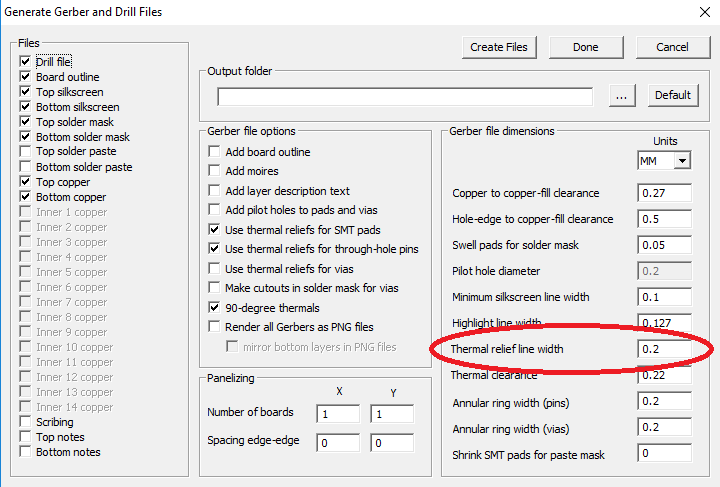 Generate Gerber and Drill Files
Files
Drill file
Board outline
Top silkscreen
Bottom silkscreen
Top solder mask
Bottom solder mask
Top solder paste
Bottom solder paste
Top copper
Bottom copper
Inner 1 copper
Inner 2 copper
Inner 3 copper
Inner 4 copper
Inner 5 copper
Inner 6 copper
Inner 7 copper
Inner 8 copper
Inner 9 copper
Inner 10 copper
Inner 11 copper
Inner 12 copper
Inner 13 copper
Inner 14 copper
Scribing
Top notes
Bottom notes
Create Files
Done
Cancel
Output folder
...
Default
Gerber file options
Add board outline
Add moires
Add layer description text
Add pilot holes to pads and vias
Use thermal reliefs for SMT pads
Use thermal reliefs for through-hole pins
Use thermal reliefs for vias
Make cutouts in solder mask for vias
90-degree thermals
Render all Gerbers as PNG files
mirror bottom layers in PNG files
Panelizing
X Y
Number of boards 1 1
Spacing edge-edge 0 0
Gerber file dimensions
Units
MM
Copper to copper-fill clearance 0.27
Hole-edge to copper-fill clearance 0.5
Swell pads for solder mask 0.05
Pilot hole diameter 0.2
Minimum silkscreen line width 0.1
Highlight line width 0.127
Thermal relief line width 0.2
Thermal clearance 0.22
Annular ring width (pins) 0.2
Annular ring width (vias) 0.2
Shrink SMT pads for paste mask 0